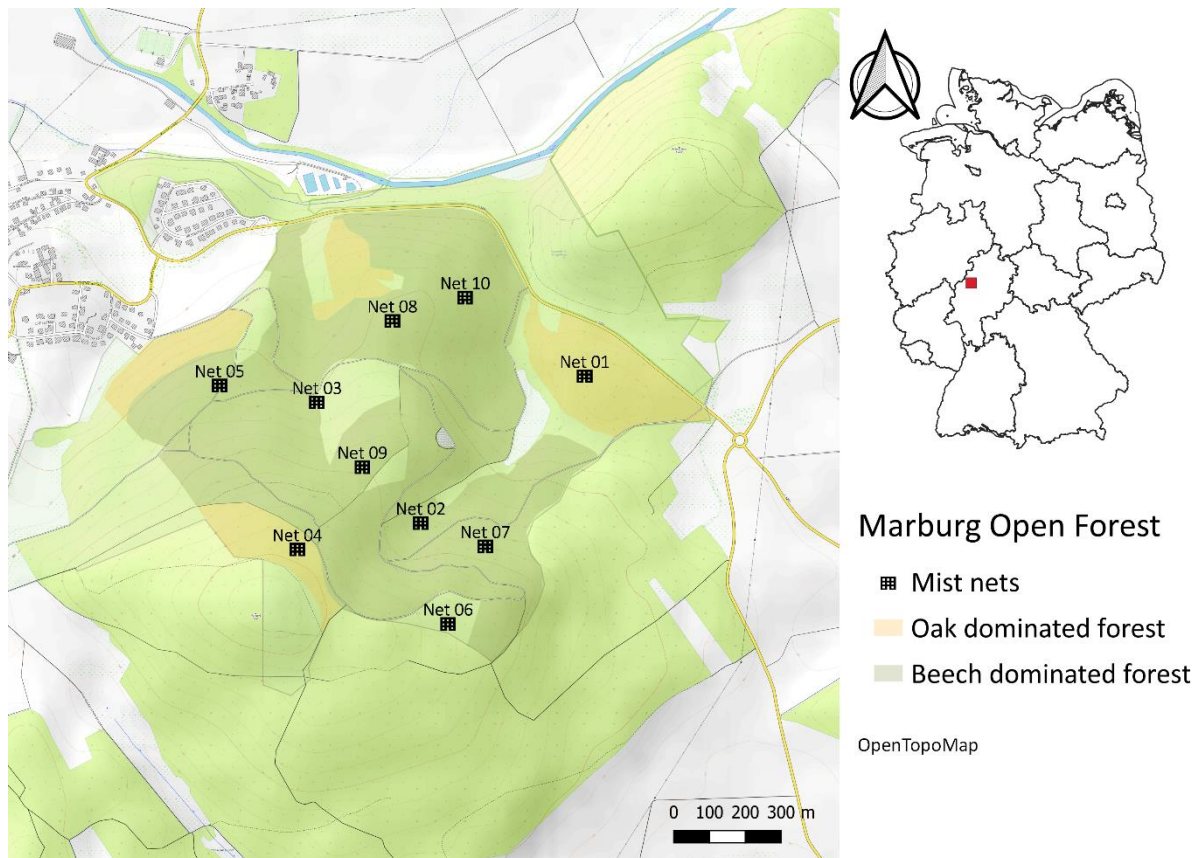 Net 10
Net 08
Net 01
Net 05
Net 03
Net 09
Net 02
Net 04
Net 07
Net 06
0 100 200 300 m
Marburg Open Forest
Mist nets
Oak dominated forest
Beech dominated forest
OpenTopoMap